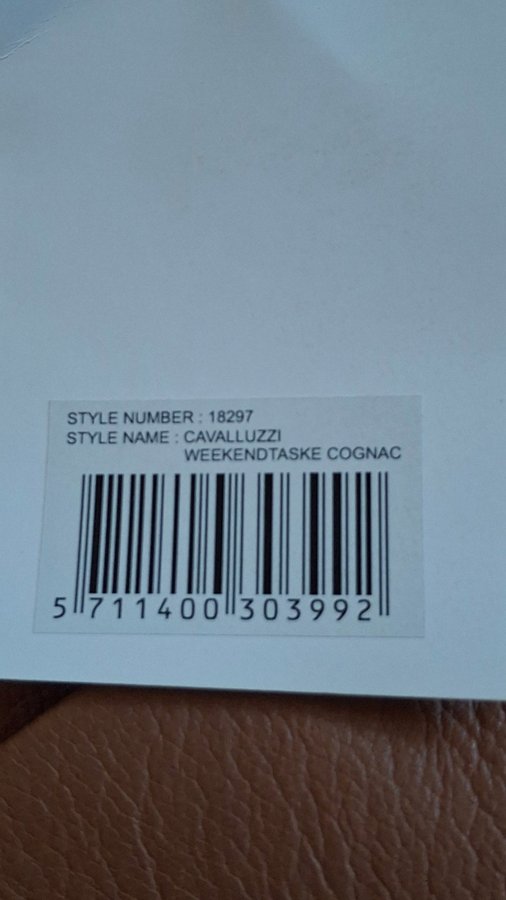 STYLE NUMBER : 18297
STYLE NAME : CAVALLUZZI
WEEKENDTASKE COGNAC
5 711400 303992